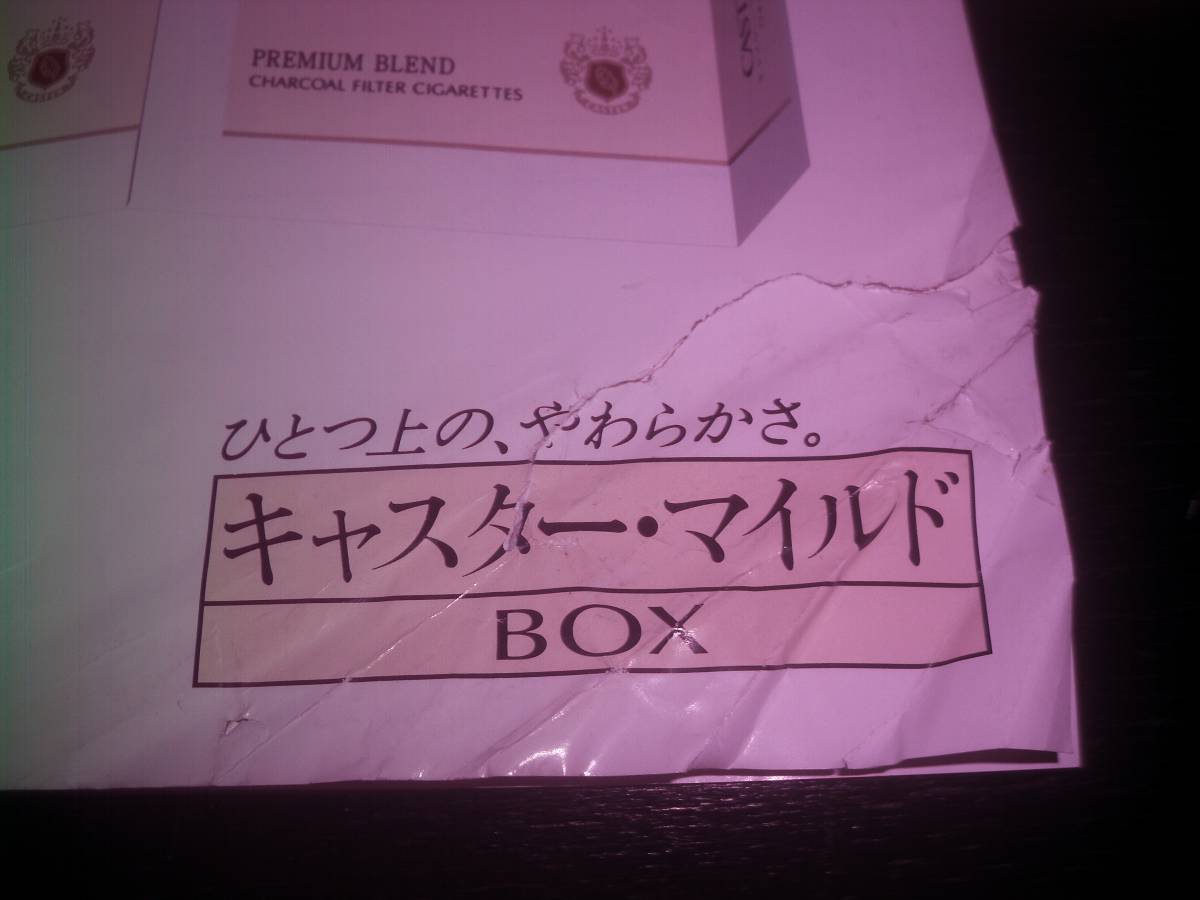 PREMIUM BLEND
CHARCOAL FILTER CIGARETTES
ひとつ上の、やわらかさ。
キャスター・マイルド
BOX